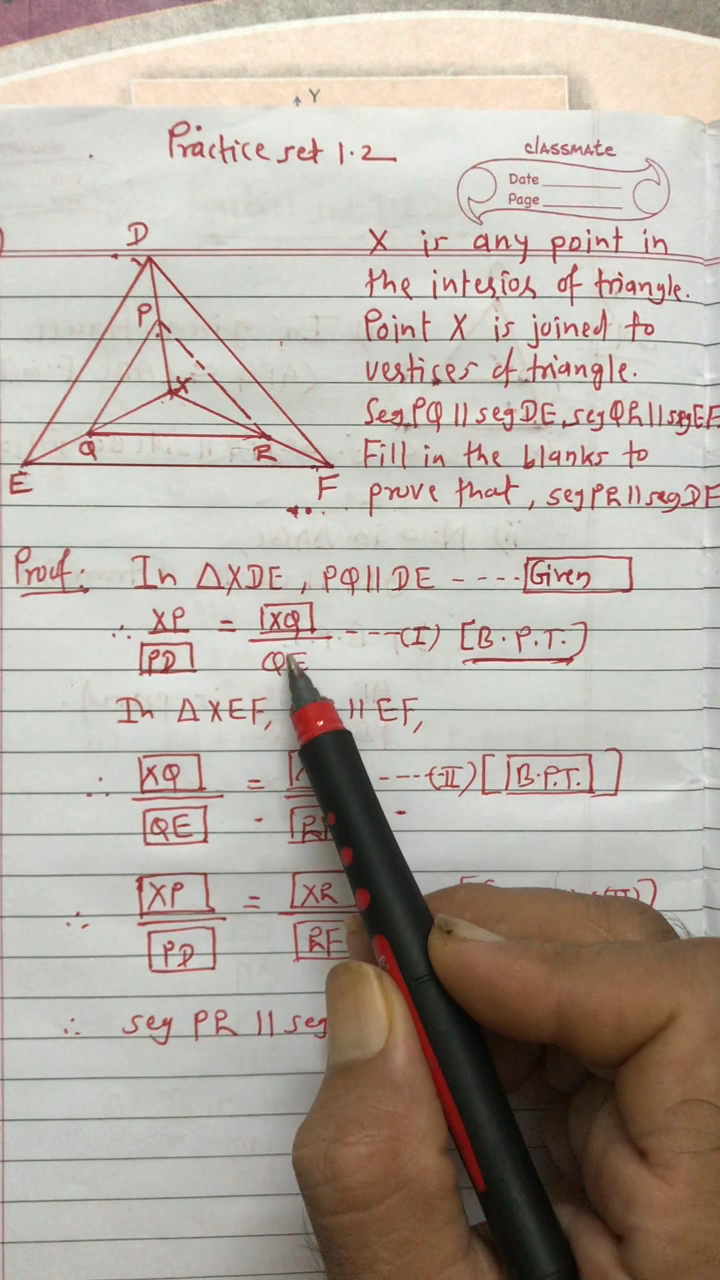 Y
Practice set 1.2
classmate
Date
Page
D
P
X
Q
R
E
F
X is any point in
the interior of triangle.
Point X is joined to
vertices of triangle.
Seg PQ || seg DE, seg QR || seg EF
Fill in the blanks to
prove that, seg PR || seg DF
Proof: In △XDE, PQ || DE ---- Given
∴ XP / PD = XQ / QE ---(I) [B.P.T.]
In △XEF, || EF,
∴ XQ / QE = ---(II) [B.P.T.]
∴ XP / PD = XR / RF
∴ seg PR || seg